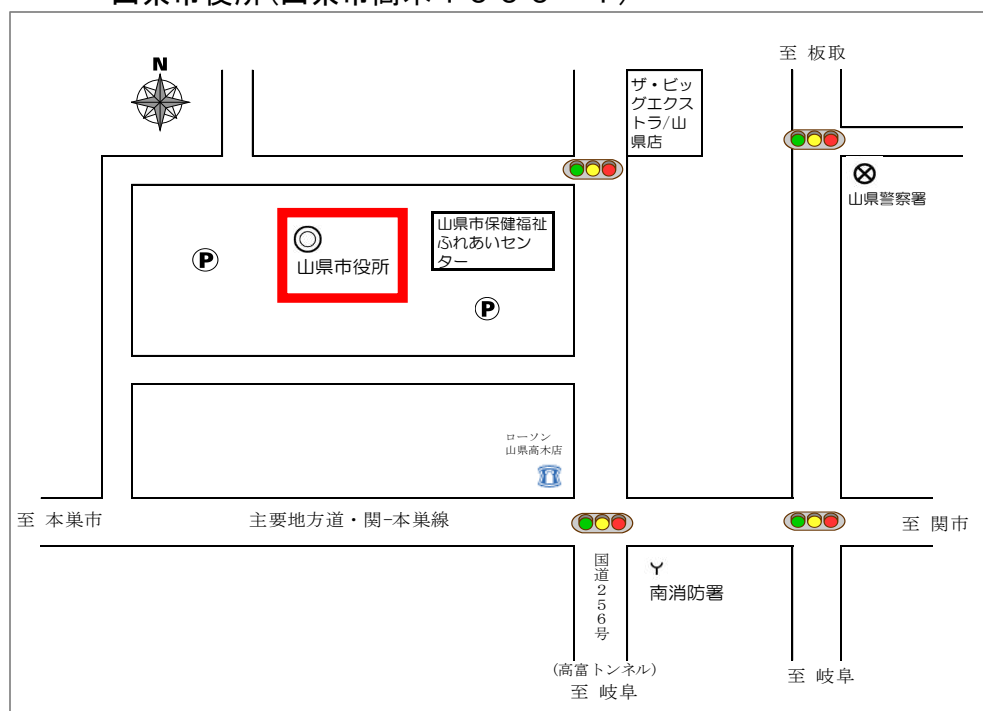 至 板取
N
ザ・ビッ
グエクス
トラ/山
県店
山県警察署
山県市役所
山県市保健福祉
ふれあいセン
ター
P
P
ローソン
山県高木店
至 本巣市
主要地方道・関-本巣線
至 関市
国道256号
南消防署
(高富トンネル)
至 岐阜
至 岐阜